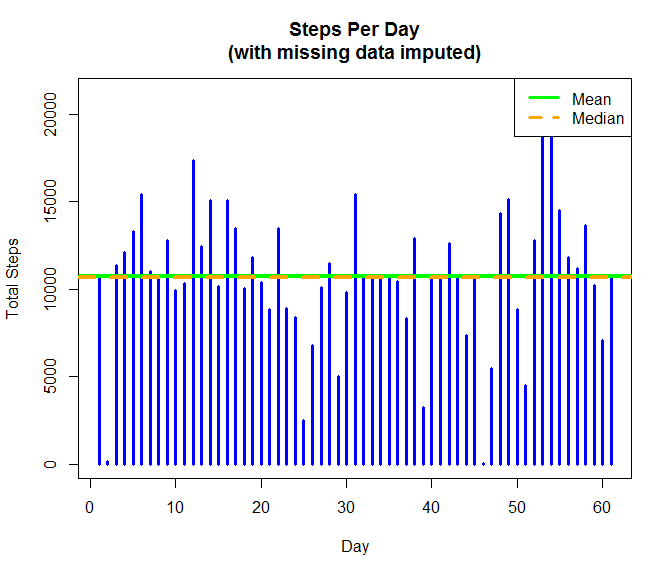 Steps Per Day
(with missing data imputed)
Mean
Median
Total Steps
20000
15000
10000
5000
0
0 10 20 30 40 50 60
Day